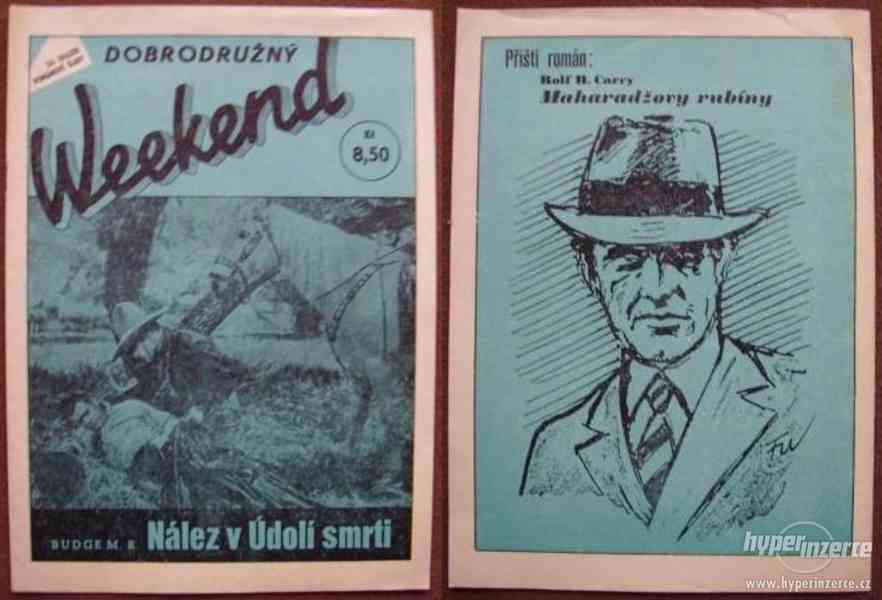 DOBRODRUŽNÝ
Weekend
Kč
8,50
BUDGE M. R.
Nález v Údolí smrti
Příští román:
Rolf H. Carry
Maharadžovy rubíny
hyperinzerce
www.hyperinzerce.cz